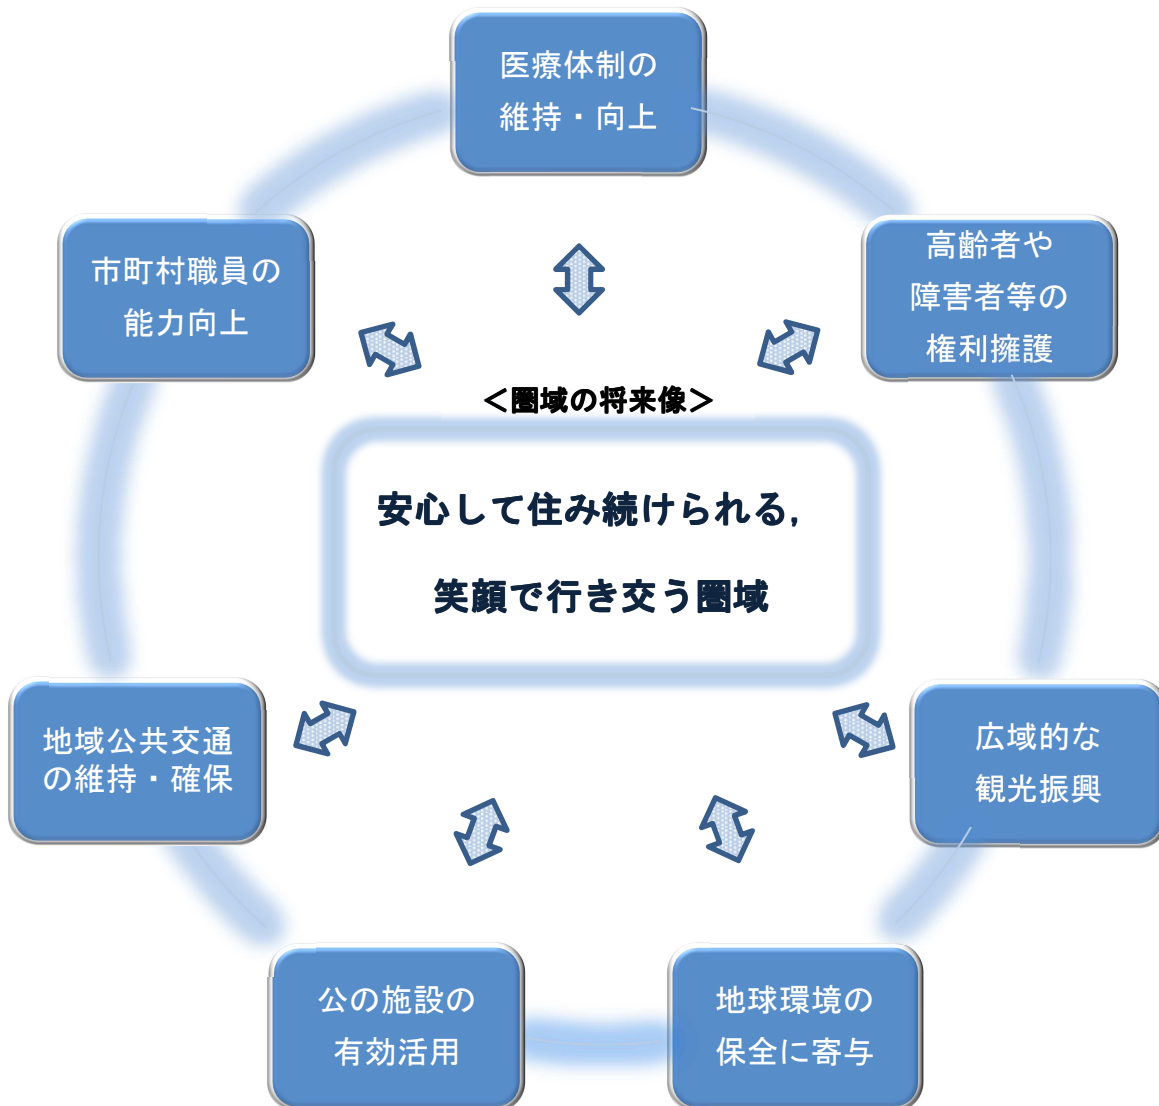 医療体制の
維持・向上
高齢者や
障害者等の
権利擁護
市町村職員の
能力向上
＜圏域の将来像＞
安心して住み続けられる,
笑顔で行き交う圏域
地域公共交通
の維持・確保
広域的な
観光振興
公の施設の
有効活用
地球環境の
保全に寄与